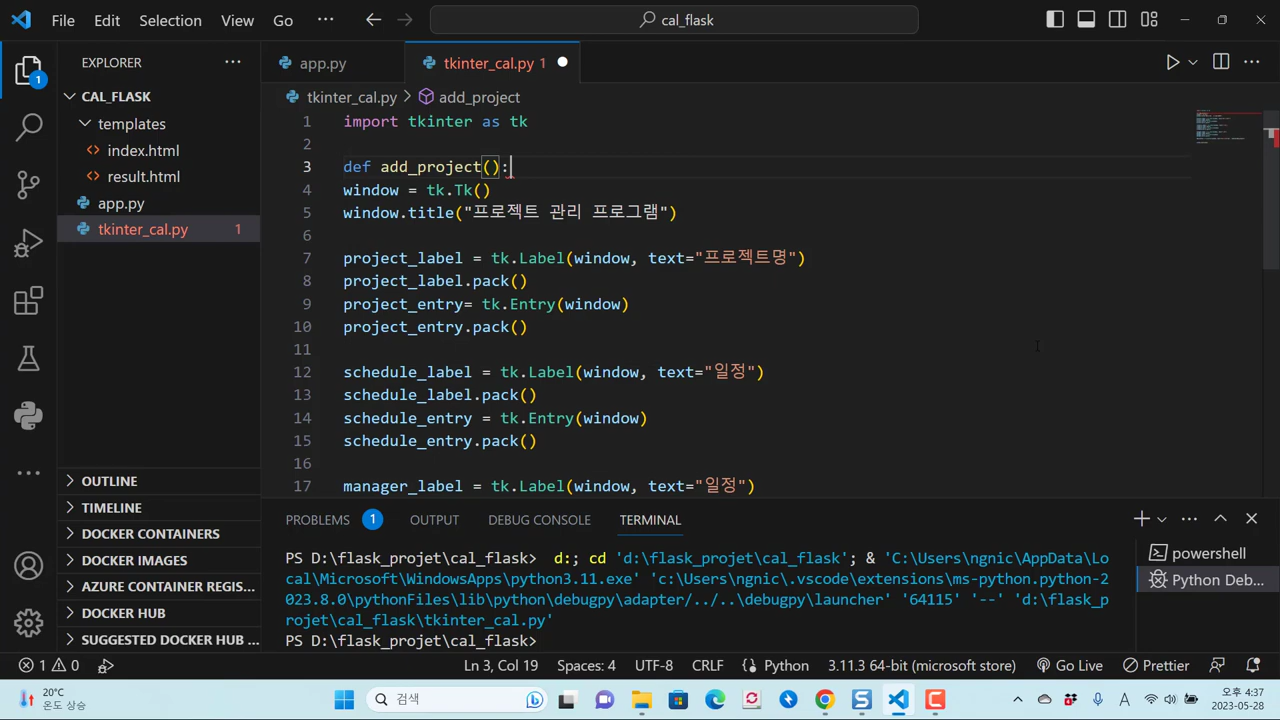 File Edit Selection View Go ··· cal_flask
EXPLORER ···
CAL_FLASK
templates
index.html
result.html
app.py
tkinter_cal.py 1
OUTLINE
TIMELINE
DOCKER CONTAINERS
DOCKER IMAGES
AZURE CONTAINER REGIS...
DOCKER HUB
SUGGESTED DOCKER HUB ...
1
app.py tkinter_cal.py 1
tkinter_cal.py > add_project
1 import tkinter as tk
2
3 def add_project():
4 window = tk.Tk()
5 window.title("프로젝트 관리 프로그램")
6
7 project_label = tk.Label(window, text="프로젝트명")
8 project_label.pack()
9 project_entry= tk.Entry(window)
10 project_entry.pack()
11
12 schedule_label = tk.Label(window, text="일정")
13 schedule_label.pack()
14 schedule_entry = tk.Entry(window)
15 schedule_entry.pack()
16
17 manager_label = tk.Label(window, text="일정")
PROBLEMS 1 OUTPUT DEBUG CONSOLE TERMINAL
PS D:\flask_projet\cal_flask> d:; cd 'd:\flask_projet\cal_flask'; & 'C:\Users\ngnic\AppData\Lo
cal\Microsoft\WindowsApps\python3.11.exe' 'c:\Users\ngnic\.vscode\extensions\ms-python.python-2
023.8.0\pythonFiles\lib\python\debugpy\adapter/../..\debugpy\launcher' '64115' '--' 'd:\flask_p
rojet\cal_flask\tkinter_cal.py'
PS D:\flask_projet\cal_flask>
powershell
Python Deb...
1 0 Ln 3, Col 19 Spaces: 4 UTF-8 CRLF Python 3.11.3 64-bit (microsoft store) Go Live Prettier
20°C
온도 상승
검색
A
오후 4:37
2023-05-28